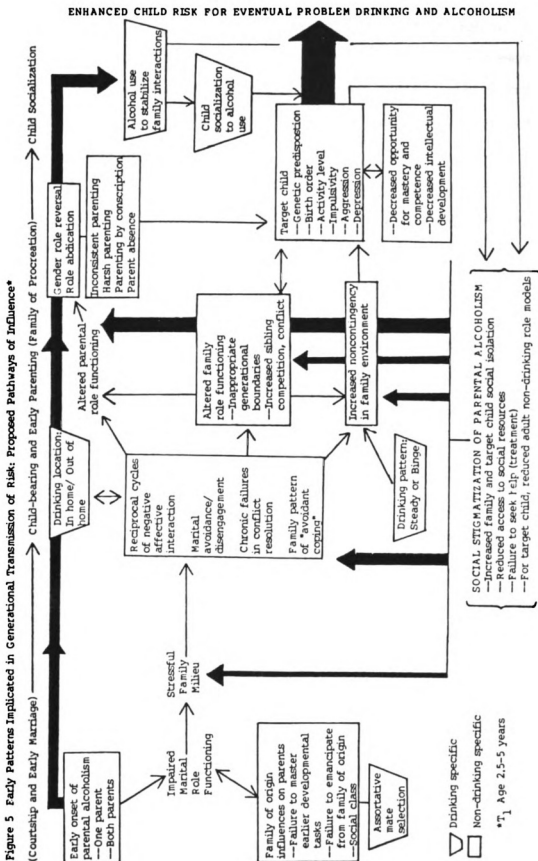 Figure 5 Early Patterns Implicated in Generational Transmission of Risk: Proposed Pathways of Influence*
(Courtship and Early Marriage) Child-bearing and Early Parenting (Family of Procreation) Child Socialization
Early onset of
parental alcoholism
--One parent
--Both parents
Impaired
Marital
Role
Functioning
Family of origin
influences on parents
--Failure to master
earlier developmental
tasks
--Failure to emancipate
from family of origin
--Social class
Assortative
mate
selection
Stressful
Family
Milieu
Drinking location:
In home/ Out of
home
Reciprocal cycles
of negative
affective
interaction
Marital
avoidance/
disengagement
Chronic failures
in conflict
resolution
Family pattern
of "avoidant
coping"
Drinking pattern:
Steady or Binge
Altered parental
role functioning
Altered family
role functioning
--Inappropriate
generational
boundaries
--Increased sibling
competition, conflict
Increased noncontingency
in family environment
Gender role reversal
Role abdication
Inconsistent parenting
Harsh parenting
Parenting by conscription
Parent absence
Target child
--Genetic predispostion
--Birth order
--Activity level
--Impulsivity
--Aggression
--Depression
--Decreased opportunity
for mastery and
competence
--Decreased intellectual
development
Alcohol use
to stabilize
family interactions
Child
socialization
to alcohol
use
ENHANCED CHILD RISK FOR EVENTUAL PROBLEM DRINKING AND ALCOHOLISM
SOCIAL STIGMATIZATION OF PARENTAL ALCOHOLISM
--Increased family and target child social isolation
--Reduced access to social resources
--Failure to seek help (treatment)
--For target child, reduced adult non-drinking role models
Drinking specific
Non-drinking specific
*T1 Age 2.5-5 years